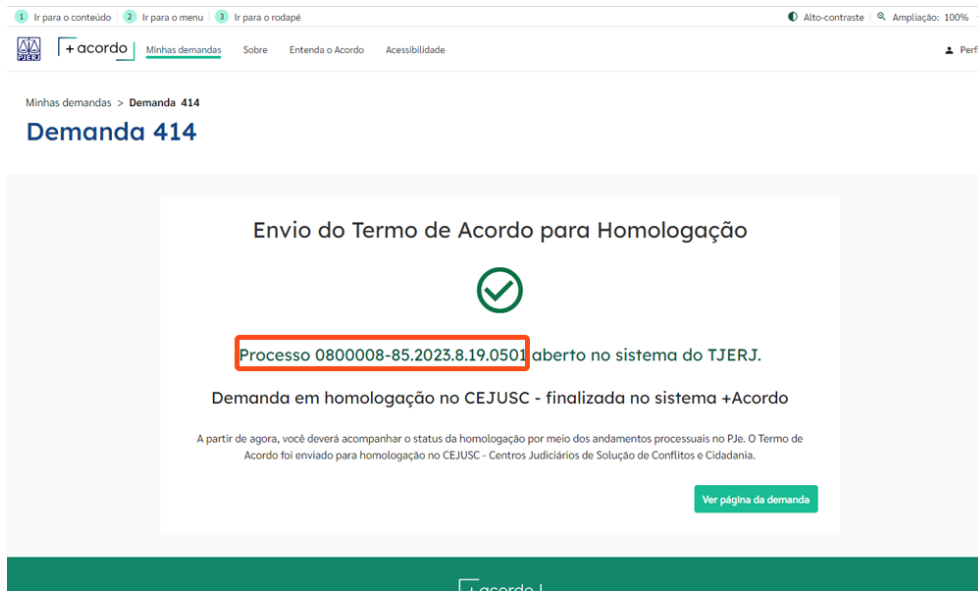 1 Ir para o conteúdo 2 Ir para o menu 3 Ir para o rodapé Alto-contraste Ampliação: 100%
PJERJ +acordo Minhas demandas Sobre Entenda o Acordo Acessibilidade Perf
Minhas demandas > Demanda 414
Demanda 414
Envio do Termo de Acordo para Homologação
Processo 0800008-85.2023.8.19.0501 aberto no sistema do TJERJ.
Demanda em homologação no CEJUSC - finalizada no sistema +Acordo
A partir de agora, você deverá acompanhar o status da homologação por meio dos andamentos processuais no PJe. O Termo de
Acordo foi enviado para homologação no CEJUSC - Centros Judiciários de Solução de Conflitos e Cidadania.
Ver página da demanda
+acordo